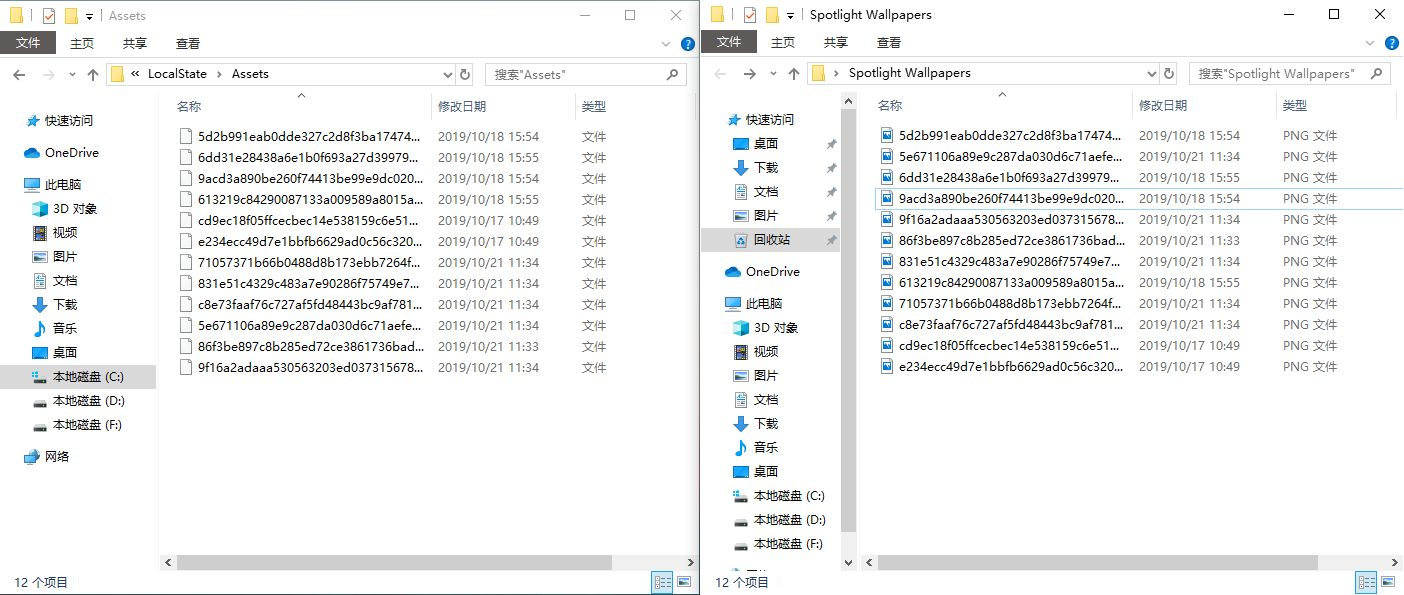 Assets
文件 主页 共享 查看
« LocalState › Assets
搜索"Assets"
快速访问
OneDrive
此电脑
3D 对象
视频
图片
文档
下载
音乐
桌面
本地磁盘 (C:)
本地磁盘 (D:)
本地磁盘 (F:)
网络
名称 修改日期 类型
5d2b991eab0dde327c2d8f3ba17474... 2019/10/18 15:54 文件
6dd31e28438a6e1b0f693a27d39979... 2019/10/18 15:55 文件
9acd3a890be260f74413be99e9dc020... 2019/10/18 15:54 文件
613219c84290087133a009589a8015a... 2019/10/18 15:55 文件
cd9ec18f05ffcecbec14e538159c6e51... 2019/10/17 10:49 文件
e234ecc49d7e1bbfb6629ad0c56c320... 2019/10/17 10:49 文件
71057371b66b0488d8b173ebb7264f... 2019/10/21 11:34 文件
831e51c4329c483a7e90286f75749e7... 2019/10/21 11:34 文件
c8e73faaf76c727af5fd48443bc9af781... 2019/10/21 11:34 文件
5e671106a89e9c287da030d6c71aefe... 2019/10/21 11:34 文件
86f3be897c8b285ed72ce3861736bad... 2019/10/21 11:33 文件
9f16a2adaaa530563203ed037315678... 2019/10/21 11:34 文件
12 个项目
Spotlight Wallpapers
文件 主页 共享 查看
› Spotlight Wallpapers
搜索"Spotlight Wallpapers"
快速访问
桌面
下载
文档
图片
回收站
OneDrive
此电脑
3D 对象
视频
图片
文档
下载
音乐
桌面
本地磁盘 (C:)
本地磁盘 (D:)
本地磁盘 (F:)
名称 修改日期 类型
5d2b991eab0dde327c2d8f3ba17474... 2019/10/18 15:54 PNG 文件
5e671106a89e9c287da030d6c71aefe... 2019/10/21 11:34 PNG 文件
6dd31e28438a6e1b0f693a27d39979... 2019/10/18 15:55 PNG 文件
9acd3a890be260f74413be99e9dc020... 2019/10/18 15:54 PNG 文件
9f16a2adaaa530563203ed037315678... 2019/10/21 11:34 PNG 文件
86f3be897c8b285ed72ce3861736bad... 2019/10/21 11:33 PNG 文件
831e51c4329c483a7e90286f75749e7... 2019/10/21 11:34 PNG 文件
613219c84290087133a009589a8015a... 2019/10/18 15:55 PNG 文件
71057371b66b0488d8b173ebb7264f... 2019/10/21 11:34 PNG 文件
c8e73faaf76c727af5fd48443bc9af781... 2019/10/21 11:34 PNG 文件
cd9ec18f05ffcecbec14e538159c6e51... 2019/10/17 10:49 PNG 文件
e234ecc49d7e1bbfb6629ad0c56c320... 2019/10/17 10:49 PNG 文件
12 个项目